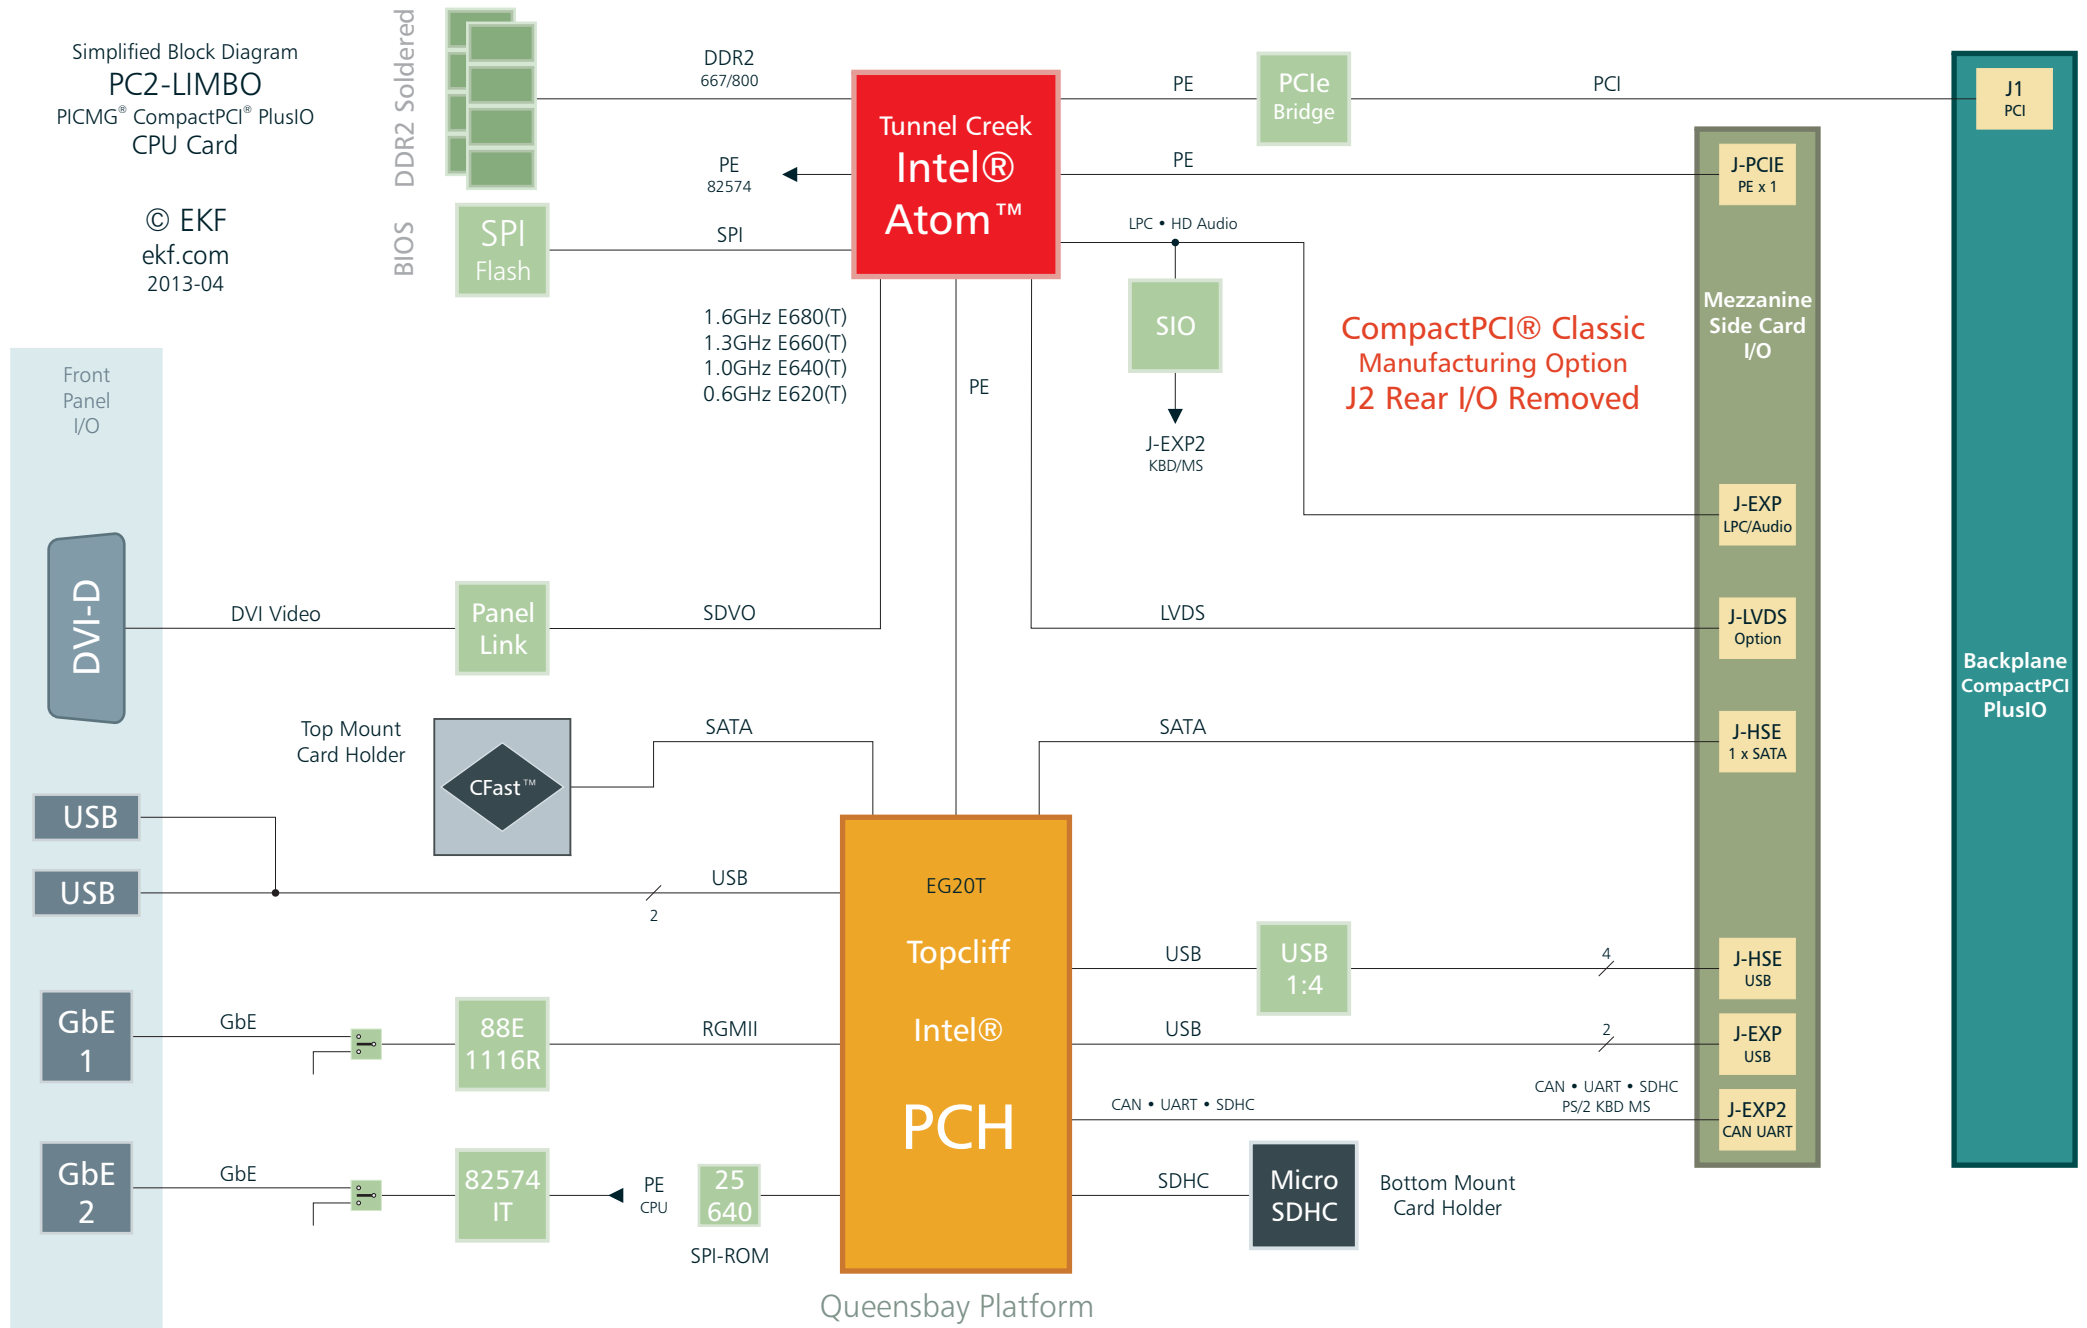 Simplified Block Diagram
PC2-LIMBO
PICMG® CompactPCI® PlusIO
CPU Card
© EKF
ekf.com
2013-04
DDR2 Soldered
BIOS
SPI
Flash
DDR2
667/800
PE
82574
SPI
Tunnel Creek
Intel®
Atom™
PE
PCIe
Bridge
PCI
J1
PCI
PE
J-PCIE
PE x 1
LPC • HD Audio
SIO
J-EXP2
KBD/MS
CompactPCI® Classic
Manufacturing Option
J2 Rear I/O Removed
Mezzanine
Side Card
I/O
1.6GHz E680(T)
1.3GHz E660(T)
1.0GHz E640(T)
0.6GHz E620(T)
PE
Front
Panel
I/O
J-EXP
LPC/Audio
DVI-D
DVI Video
Panel
Link
SDVO
LVDS
J-LVDS
Option
Backplane
CompactPCI
PlusIO
Top Mount
Card Holder
CFast™
SATA
SATA
J-HSE
1 x SATA
USB
USB
USB
2
EG20T
Topcliff
Intel®
PCH
USB
USB
1:4
4
J-HSE
USB
GbE
1
GbE
88E
1116R
RGMII
USB
2
J-EXP
USB
CAN • UART • SDHC
CAN • UART • SDHC
PS/2 KBD MS
J-EXP2
CAN UART
GbE
2
GbE
82574
IT
PE
CPU
25
640
SPI-ROM
SDHC
Micro
SDHC
Bottom Mount
Card Holder
Queensbay Platform